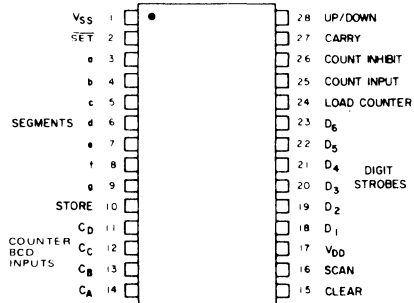 VSS 1
SET 2
a 3
b 4
c 5
SEGMENTS d 6
e 7
f 8
g 9
STORE 10
COUNTER BCD INPUTS
CD 11
CC 12
CB 13
CA 14
28 UP/DOWN
27 CARRY
26 COUNT INHIBIT
25 COUNT INPUT
24 LOAD COUNTER
23 D6
22 D5
21 D4
20 D3
19 D2
18 D1
DIGIT
STROBES
17 VDD
16 SCAN
15 CLEAR